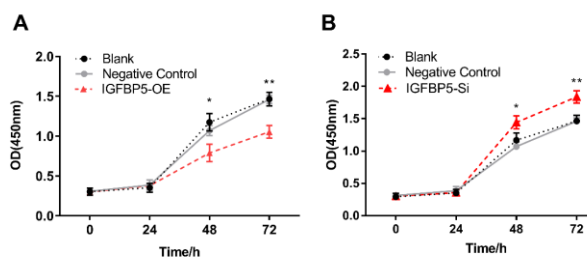 A
Blank
Negative Control
IGFBP5-OE
OD(450nm)
2.0
1.5
1.0
0.5
0.0
*
**
0
24
48
72
Time/h
B
Blank
Negative Control
IGFBP5-Si
OD(450nm)
2.5
2.0
1.5
1.0
0.5
0.0
*
**
0
24
48
72
Time/h